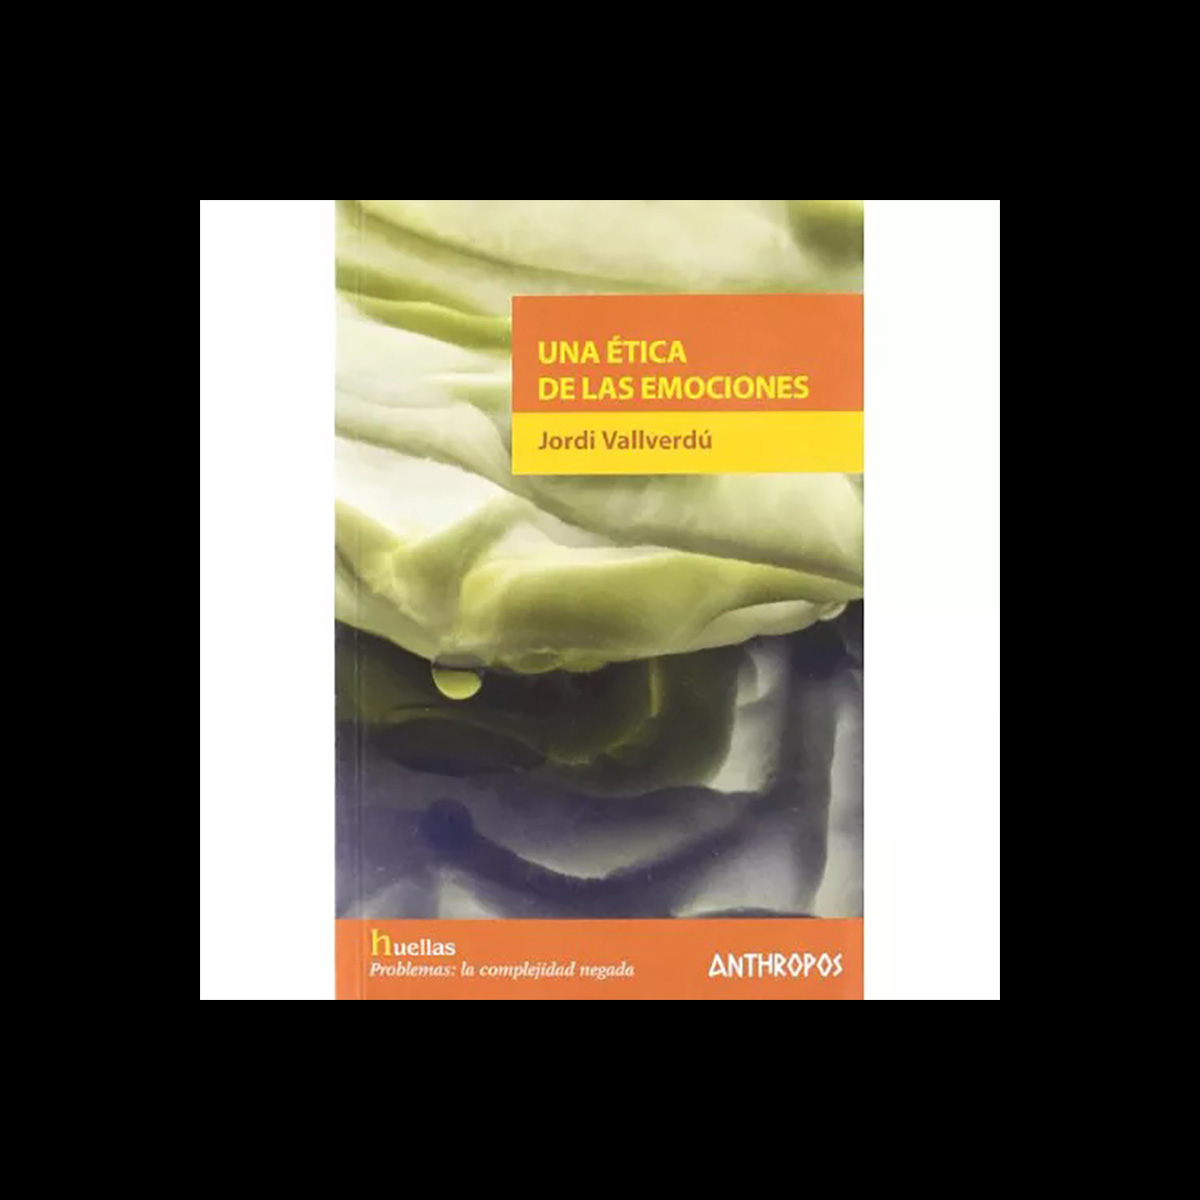 UNA ÉTICA
DE LAS EMOCIONES
Jordi Vallverdú
huellas
Problemas: la complejidad negada
ANTHROPOS